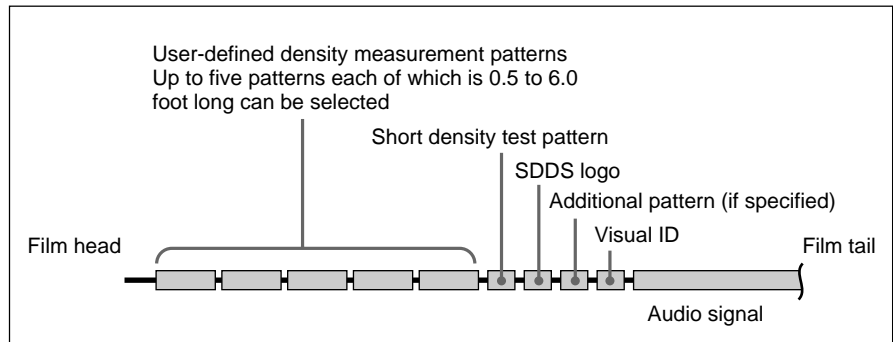 User-defined density measurement patterns
Up to five patterns each of which is 0.5 to 6.0
foot long can be selected
Short density test pattern
SDDS logo
Additional pattern (if specified)
Visual ID
Film head
Film tail
Audio signal